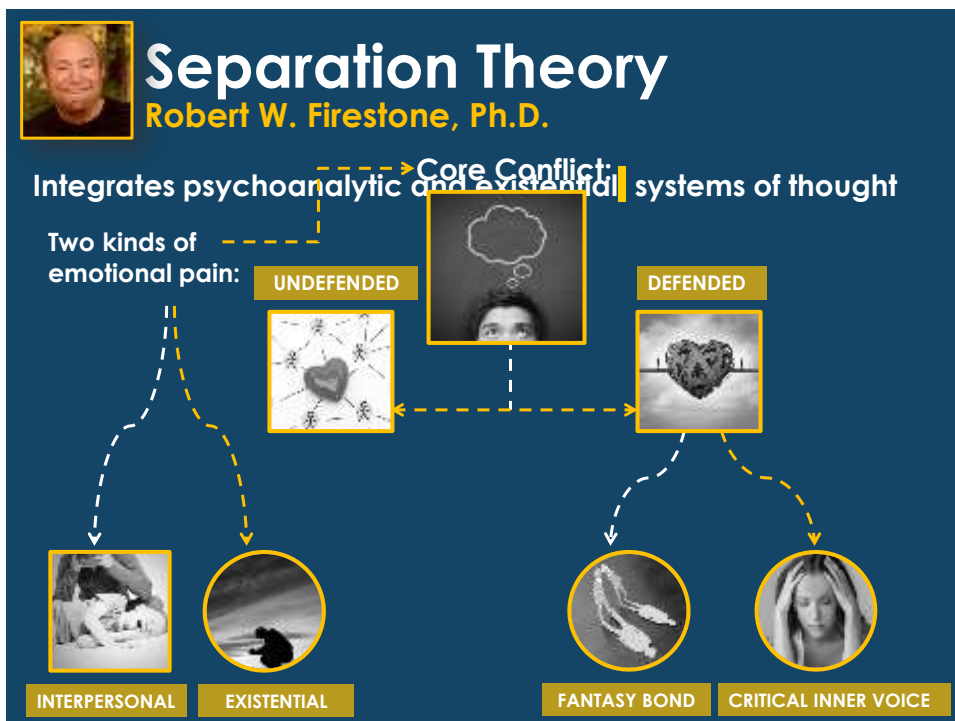 Separation Theory
Robert W. Firestone, Ph.D.
Core Conflict:
Integrates psychoanalytic and existential systems of thought
Two kinds of
emotional pain:
UNDEFENDED
DEFENDED
INTERPERSONAL
EXISTENTIAL
FANTASY BOND
CRITICAL INNER VOICE